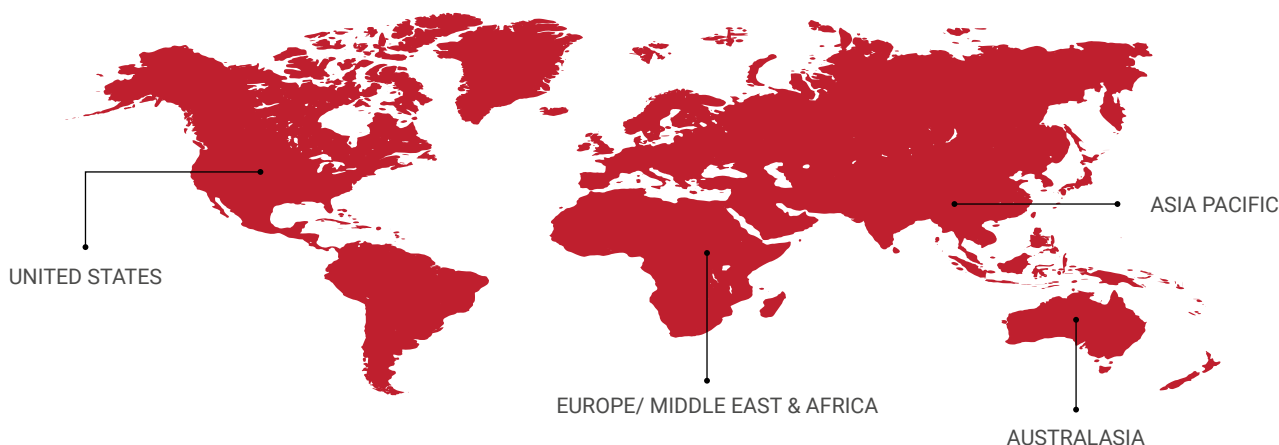 ASIA PACIFIC
UNITED STATES
EUROPE/ MIDDLE EAST & AFRICA
AUSTRALASIA